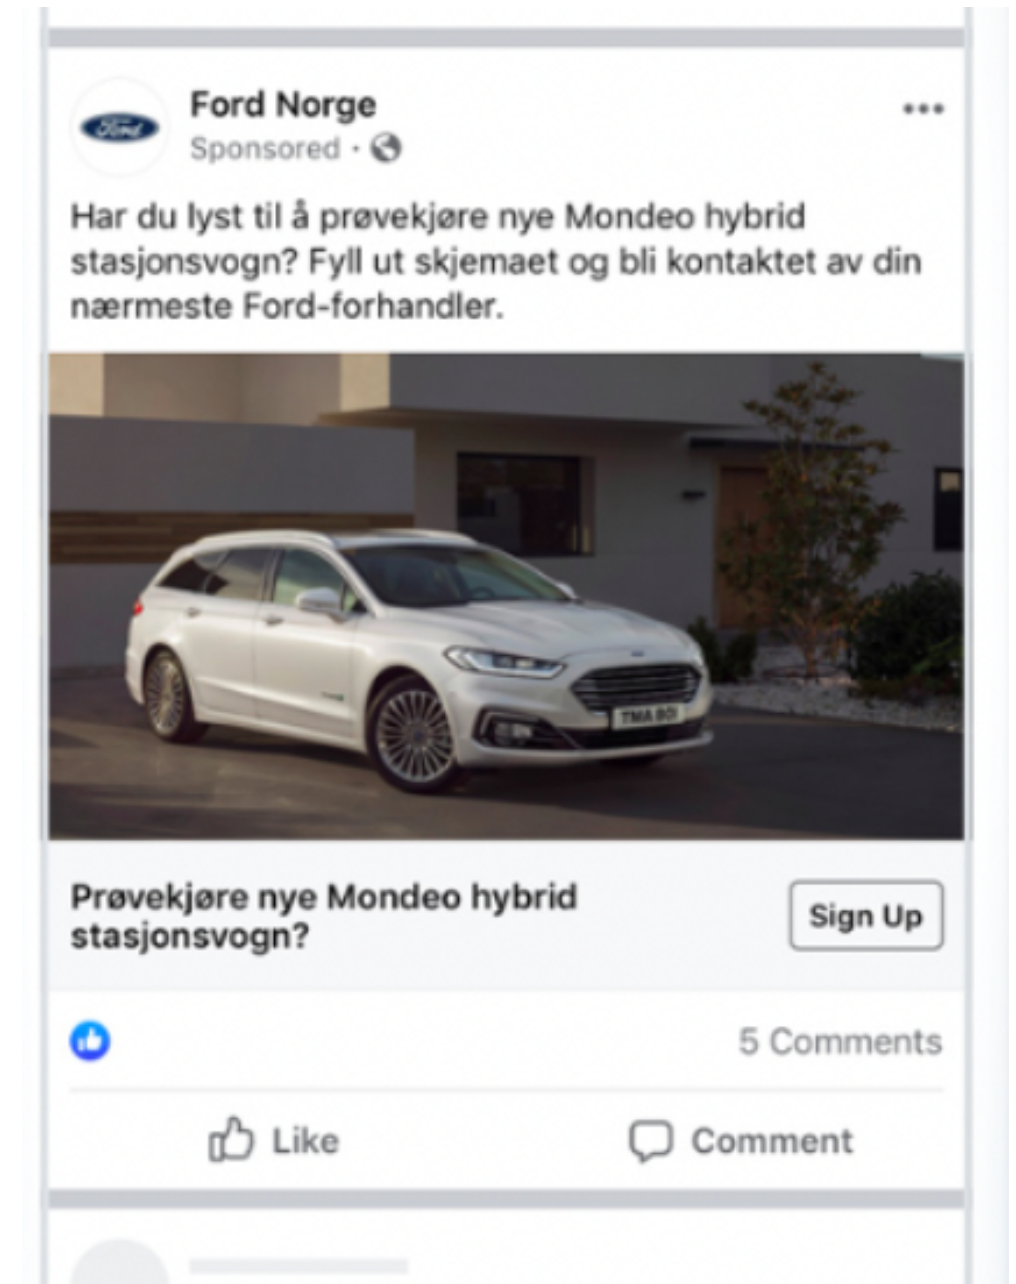 Ford
Ford Norge
Sponsored ·
Har du lyst til å prøvekjøre nye Mondeo hybrid
stasjonsvogn? Fyll ut skjemaet og bli kontaktet av din
nærmeste Ford-forhandler.
TMA BOI
Prøvekjøre nye Mondeo hybrid
stasjonsvogn?
Sign Up
5 Comments
Like
Comment